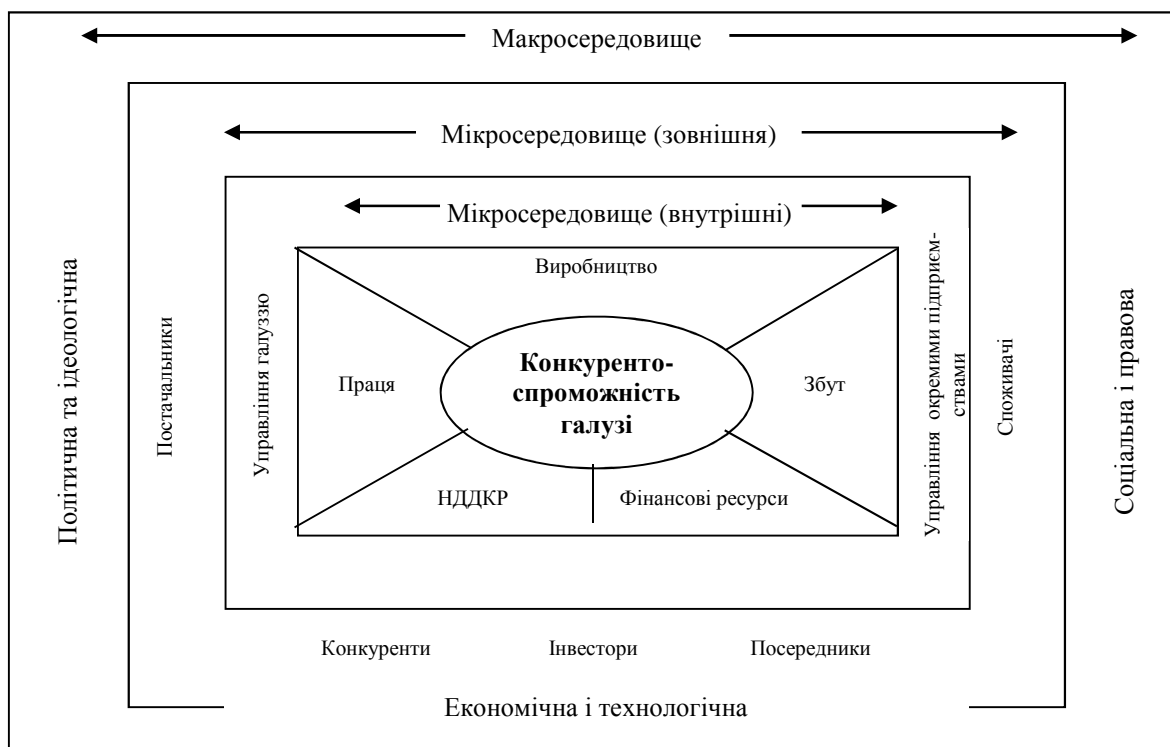 Макросередовище
Мікросередовище (зовнішня)
Мікросередовище (внутрішні)
Політична та ідеологічна
Постачальники
Управління галуззю
Виробництво
Праця
Конкуренто-
спроможність
галузі
Збут
НДДКР
Фінансові ресурси
Управління окремими підприєм-
ствами
Споживачі
Соціальна і правова
Конкуренти
Інвестори
Посередники
Економічна і технологічна